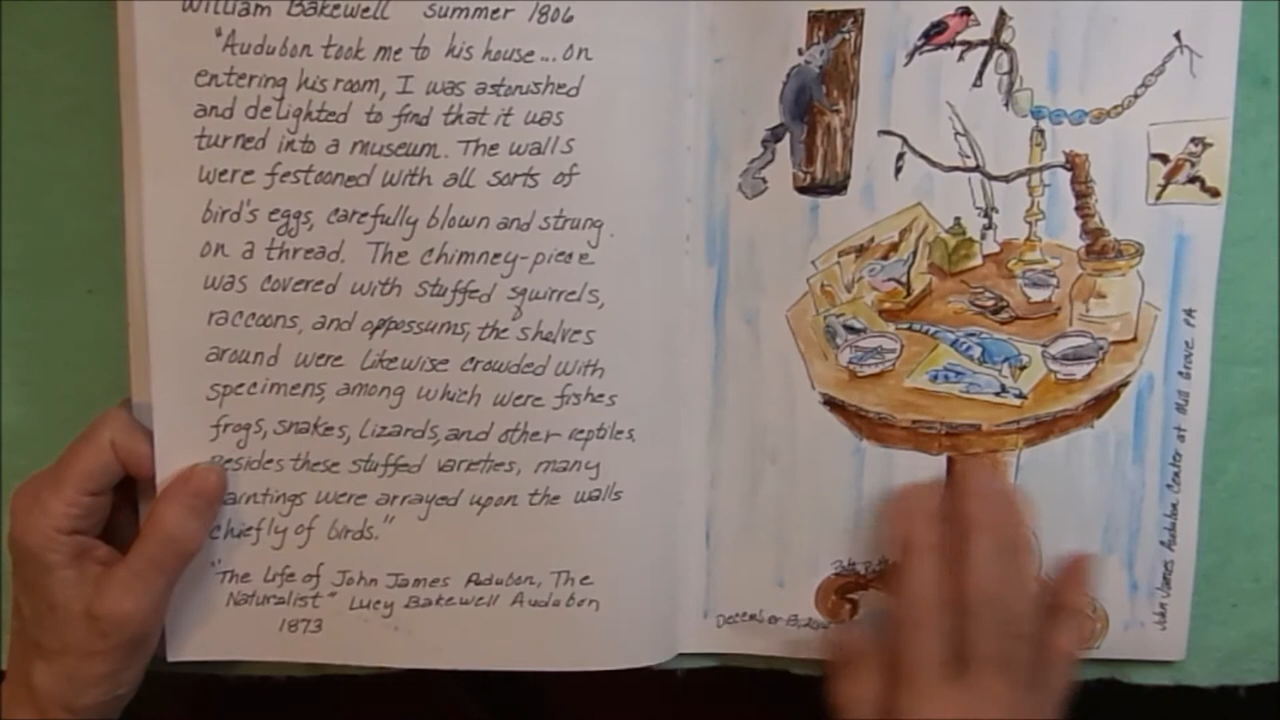 William Bakewell summer 1806
"Audubon took me to his house... on
entering his room, I was astonished
and delighted to find that it was
turned into a museum. The walls
were festooned with all sorts of
bird's eggs, carefully blown and strung
on a thread. The chimney-piece
was covered with stuffed squirrels,
raccoons, and oppossums; the shelves
around were likewise crowded with
specimens, among which were fishes
frogs, snakes, lizards, and other reptiles.
Besides these stuffed varieties, many
paintings were arrayed upon the walls
chiefly of birds."
"The Life of John James Audubon, The
Naturalist" Lucy Bakewell Audubon
1873
December 13,
John James Audubon Center at Mill Grove PA